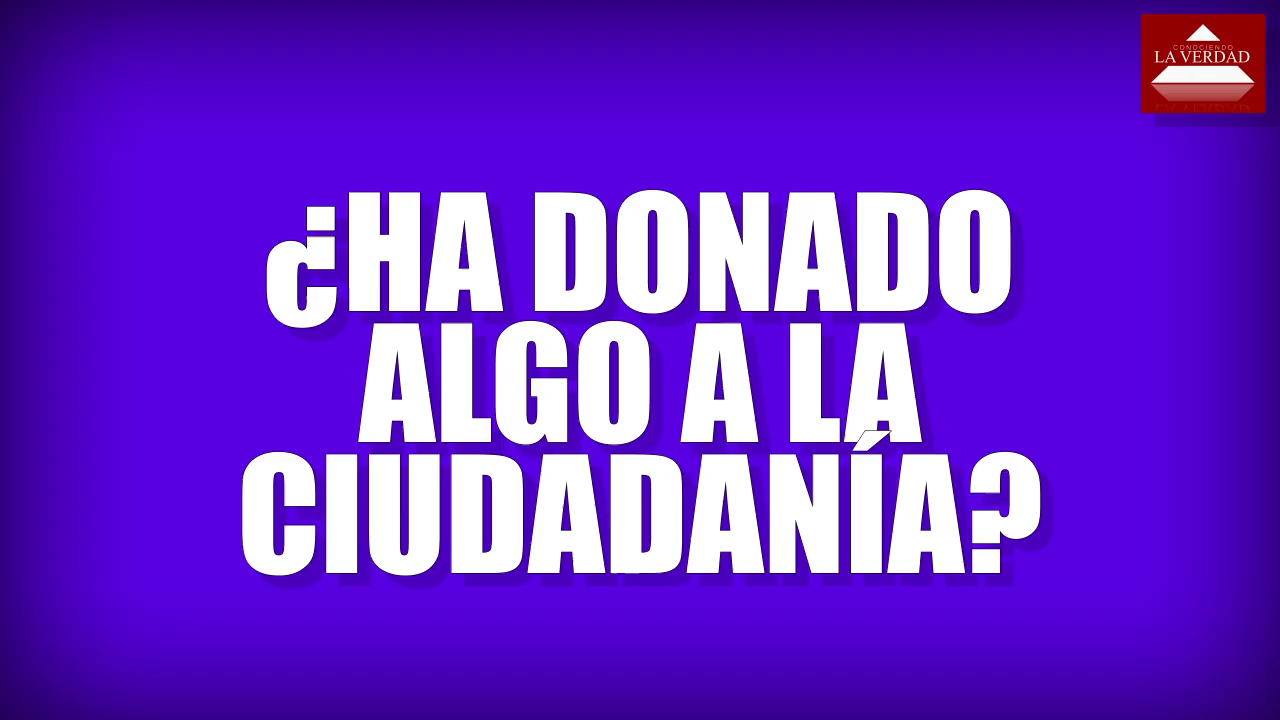 CONOCIENDO
LA VERDAD
¿HA DONADO
ALGO A LA
CIUDADANÍA?